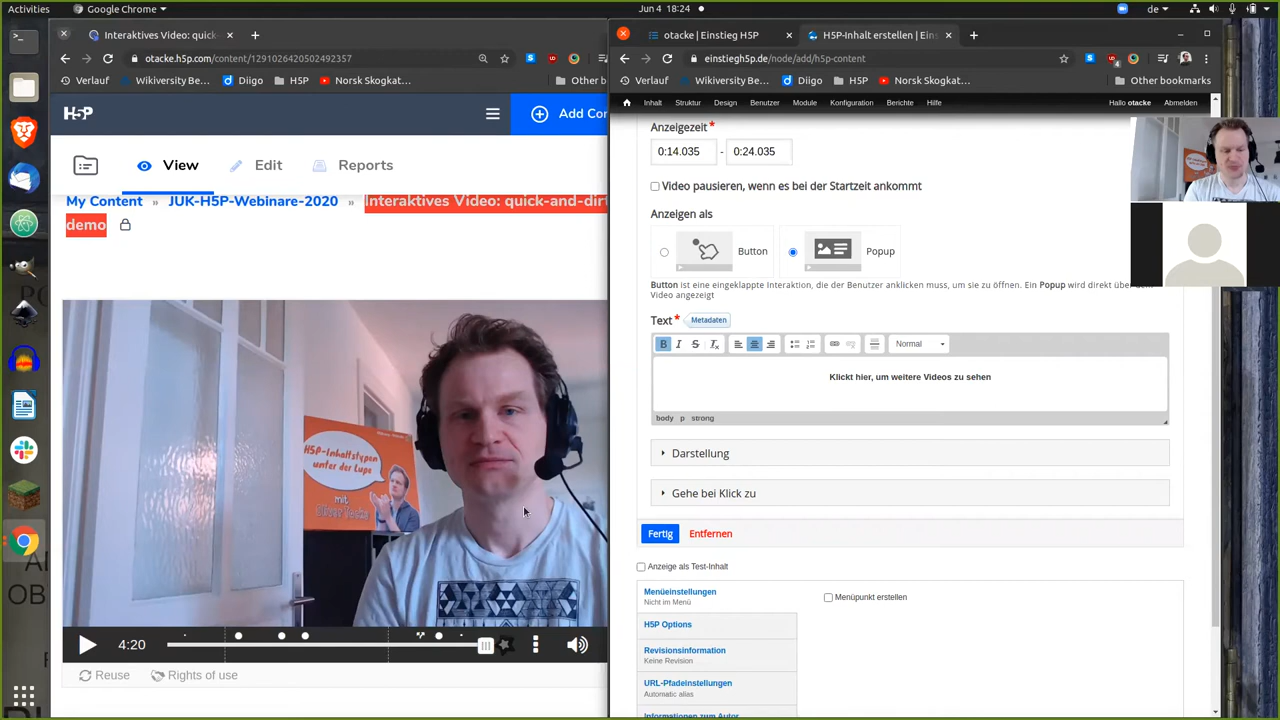 Activities
Google Chrome
Jun 4 18:24
de
Interaktives Video: quick-
otacke | Einstieg H5P
H5P-Inhalt erstellen | Eins
otacke.h5p.com/content/1291026420502492357
einstiegh5p.de/node/add/h5p-content
Verlauf
Wikiversity Be...
Diigo
H5P
Norsk Skogkat...
Other b
Verlauf
Wikiversity Be...
Diigo
H5P
Norsk Skogkat...
Other bookmarks
H5P
Add Co
Inhalt
Struktur
Design
Benutzer
Module
Konfiguration
Berichte
Hilfe
Hallo otacke
Abmelden
View
Edit
Reports
My Content » JUK-H5P-Webinare-2020 » Interaktives Video: quick-and-dirt
demo
Anzeigezeit *
0:14.035 - 0:24.035
Video pausieren, wenn es bei der Startzeit ankommt
Anzeigen als
Button
Popup
Button ist eine eingeklappte Interaktion, die der Benutzer anklicken muss, um sie zu öffnen. Ein Popup wird direkt über
Video angezeigt
Text *
Metadaten
B I S
Normal
Klickt hier, um weitere Videos zu sehen
body p strong
Darstellung
Gehe bei Klick zu
Fertig
Entfernen
Anzeige als Test-Inhalt
Menüeinstellungen
Nicht im Menü
Menüpunkt erstellen
H5P Options
Revisionsinformation
Keine Revision
URL-Pfadeinstellungen
Automatic alias
Informationen zum Autor
H5P-Inhaltstypen
unter der Lupe
mit
4:20
Reuse
Rights of use